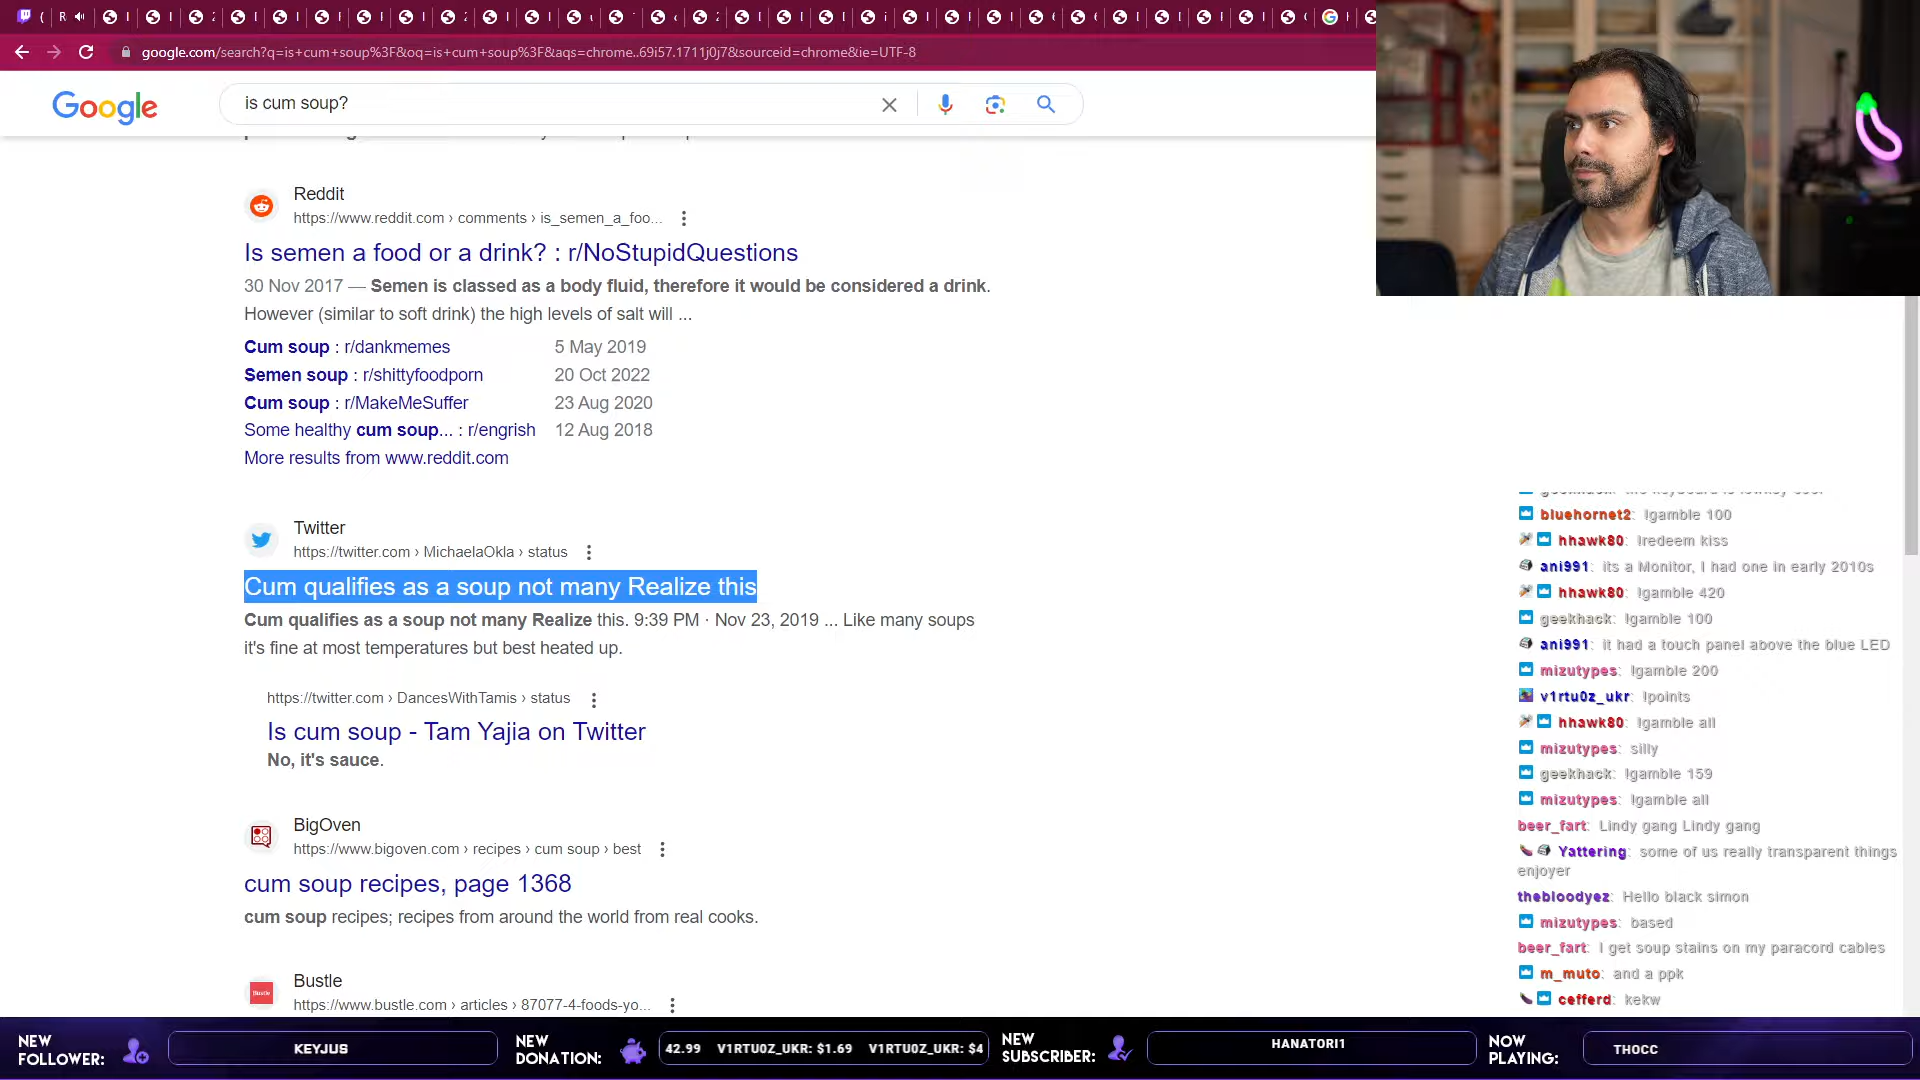 google.com/search?q=is+cum+soup%3F&oq=is+cum+soup%3F&aqs=chrome..69i57.1711j0j7&sourceid=chrome&ie=UTF-8
Google
is cum soup?
Reddit
https://www.reddit.com › comments › is_semen_a_foo...
Is semen a food or a drink? : r/NoStupidQuestions
30 Nov 2017 — Semen is classed as a body fluid, therefore it would be considered a drink.
However (similar to soft drink) the high levels of salt will ...
Cum soup : r/dankmemes 5 May 2019
Semen soup : r/shittyfoodporn 20 Oct 2022
Cum soup : r/MakeMeSuffer 23 Aug 2020
Some healthy cum soup... : r/engrish 12 Aug 2018
More results from www.reddit.com
Twitter
https://twitter.com › MichaelaOkla › status
Cum qualifies as a soup not many Realize this
Cum qualifies as a soup not many Realize this. 9:39 PM · Nov 23, 2019 ... Like many soups
it's fine at most temperatures but best heated up.
https://twitter.com › DancesWithTamis › status
Is cum soup - Tam Yajia on Twitter
No, it's sauce.
BigOven
https://www.bigoven.com › recipes › cum soup › best
cum soup recipes, page 1368
cum soup recipes; recipes from around the world from real cooks.
Bustle
https://www.bustle.com › articles › 87077-4-foods-yo...
bluehornet2: !gamble 100
hhawk80: !redeem kiss
ani991: its a Monitor, I had one in early 2010s
hhawk80: !gamble 420
geekhack: !gamble 100
ani991: it had a touch panel above the blue LED
mizutypes: !gamble 200
v1rtu0z_ukr: !points
hhawk80: !gamble all
mizutypes: silly
geekhack: !gamble 159
mizutypes: !gamble all
beer_fart: Lindy gang Lindy gang
Yattering: some of us really transparent things
enjoyer
thebloodyez: Hello black simon
mizutypes: based
beer_fart: I get soup stains on my paracord cables
m_muto: and a ppk
cefferd: kekw
NEW
FOLLOWER:
KEYJUS
NEW
DONATION:
42.99 V1RTU0Z_UKR: $1.69 V1RTU0Z_UKR: $4
NEW
SUBSCRIBER:
HANATORI1
NOW
PLAYING:
THOCC